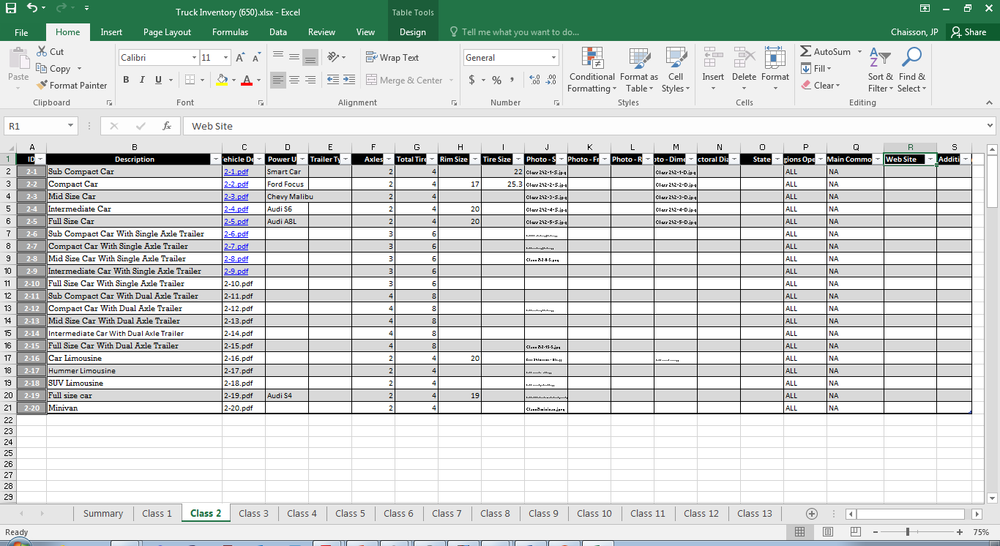 Truck Inventory (650).xlsx - Excel
Table Tools
File Home Insert Page Layout Formulas Data Review View Design Tell me what you want to do... Chaisson, JP Share
Paste
Cut
Copy
Format Painter
Clipboard
Calibri 11
B I U A
Font
Wrap Text
Merge & Center
Alignment
General
$ % ,
Number
Conditional Formatting
Format as Table
Cell Styles
Styles
Insert Delete Format
Cells
AutoSum
Fill
Clear
Sort & Filter
Find & Select
Editing
R1 fx Web Site
A B C D E F G H I J K L M N O P Q R S
1 ID Description ehicle De Power U Trailer Ty Axles Total Tire Rim Size Tire Size Photo - S Photo - Fr Photo - R oto - Dime ctoral Dia State gions Ope Main Commo Web Site Additi
2 2-1 Sub Compact Car 2-1.pdf Smart Car 2 4 22 Class 2\2-1-S.jpg Class 2\2-1-D.jpg ALL NA
3 2-2 Compact Car 2-2.pdf Ford Focus 2 4 17 25.3 Class 2\2-2-S.jpg Class 2\2-2-D.jpg ALL NA
4 2-3 Mid Size Car 2-3.pdf Chevy Malibu 2 4 Class 2\2-3-S.jpg Class 2\2-3-D.jpg ALL NA
5 2-4 Intermediate Car 2-4.pdf Audi S6 2 4 20 Class 2\2-4-S.jpg Class 2\2-4-D.jpg ALL NA
6 2-5 Full Size Car 2-5.pdf Audi A8L 2 4 20 Class 2\2-5-S.jpg Class 2\2-5-D.jpg ALL NA
7 2-6 Sub Compact Car With Single Axle Trailer 2-6.pdf 3 6 ALL NA
8 2-7 Compact Car With Single Axle Trailer 2-7.pdf 3 6 ALL NA
9 2-8 Mid Size Car With Single Axle Trailer 2-8.pdf 3 6 Class 2\2-8-S.png ALL NA
10 2-9 Intermediate Car With Single Axle Trailer 2-9.pdf 3 6 ALL NA
11 2-10 Full Size Car With Single Axle Trailer 2-10.pdf 3 6 ALL NA
12 2-11 Sub Compact Car With Dual Axle Trailer 2-11.pdf 4 8 ALL NA
13 2-12 Compact Car With Dual Axle Trailer 2-12.pdf 4 8 ALL NA
14 2-13 Mid Size Car With Dual Axle Trailer 2-13.pdf 4 8 ALL NA
15 2-14 Intermediate Car With Dual Axle Trailer 2-14.pdf 4 8 ALL NA
16 2-15 Full Size Car With Dual Axle Trailer 2-15.pdf 4 8 Class 2\2-15-S.jpg ALL NA
17 2-16 Car Limousine 2-16.pdf 2 4 20 ALL NA
18 2-17 Hummer Limousine 2-17.pdf 2 4 ALL NA
19 2-18 SUV Limousine 2-18.pdf 2 4 ALL NA
20 2-19 Full size car 2-19.pdf Audi S4 2 4 19 ALL NA
21 2-20 Minivan 2-20.pdf 2 4 Class2\minivan.jpeg ALL NA
22
23
24
25
26
27
28
29
Summary Class 1 Class 2 Class 3 Class 4 Class 5 Class 6 Class 7 Class 8 Class 9 Class 10 Class 11 Class 12 Class 13
Ready 75%